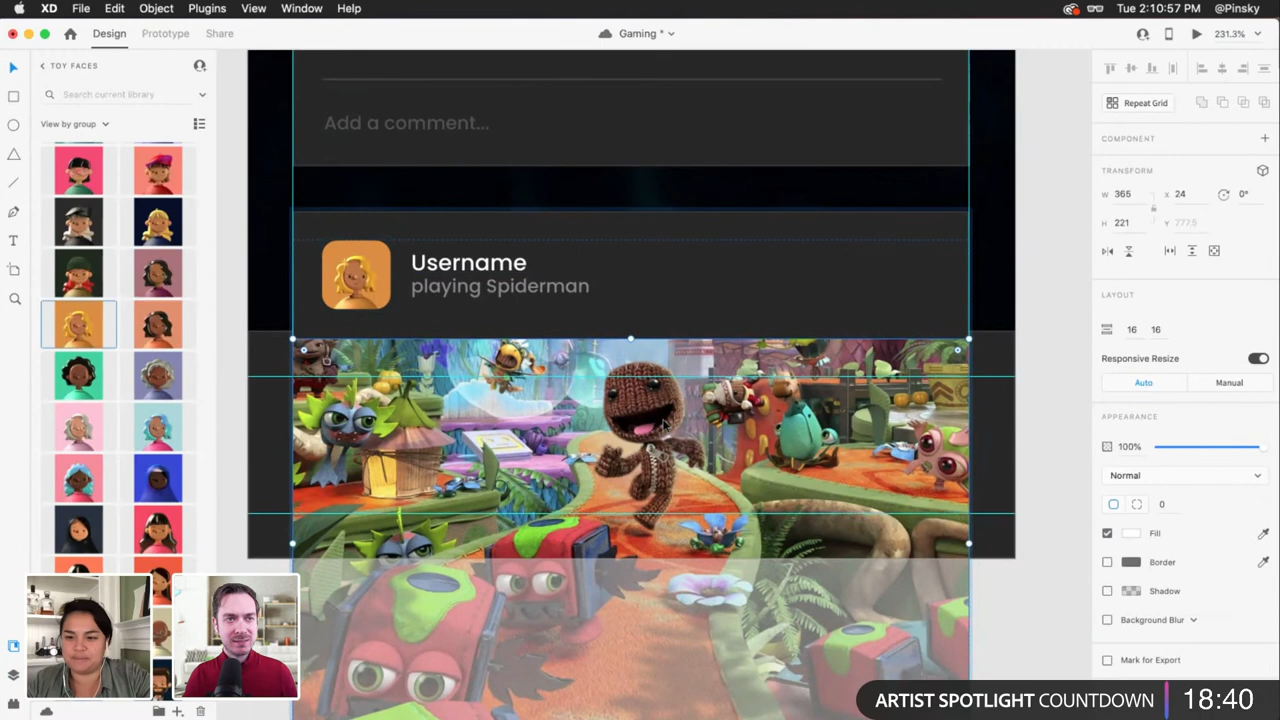 XD File Edit Object Plugins View Window Help
Tue 2:10:57 PM @Pinsky
Design Prototype Share
Gaming *
231.3%
TOY FACES
Search current library
View by group
Add a comment...
Username
playing Spiderman
Repeat Grid
COMPONENT
TRANSFORM
W 365 X 24 0°
H 221 Y 777.5
LAYOUT
16 16
Responsive Resize
Auto Manual
APPEARANCE
100%
Normal
0
Fill
Border
Shadow
Background Blur
Mark for Export
ARTIST SPOTLIGHT COUNTDOWN 18:40